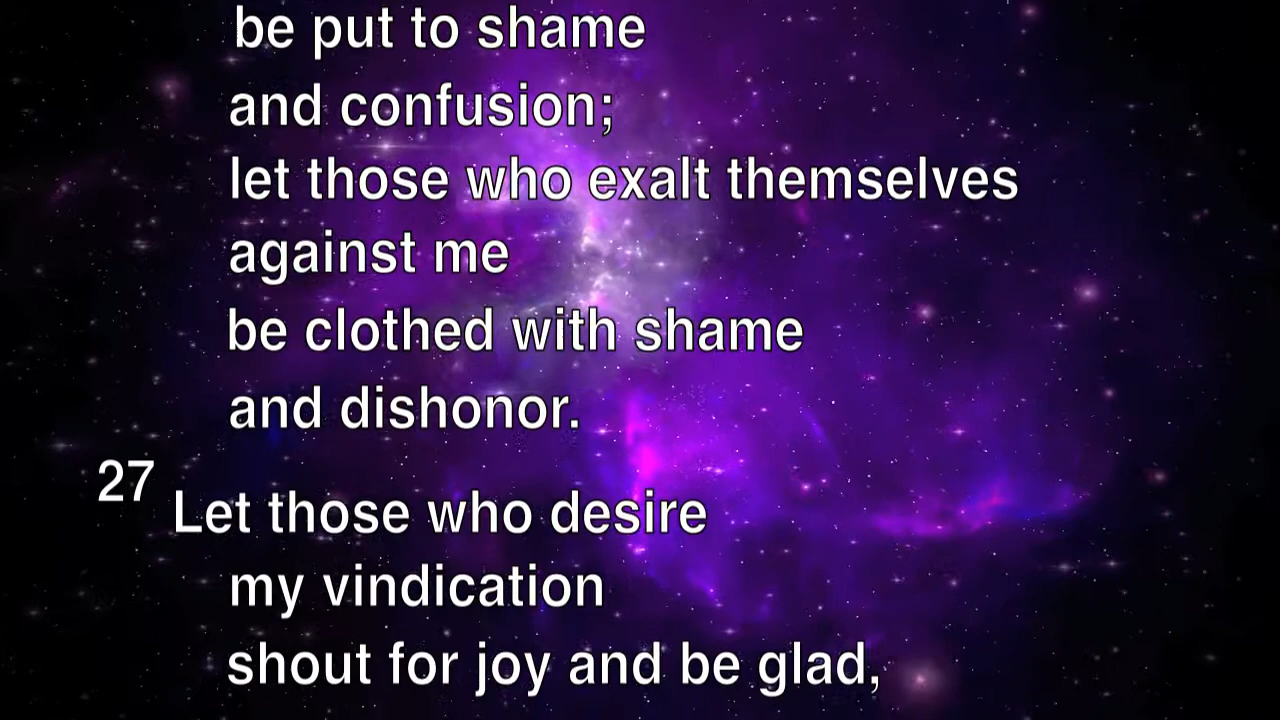 be put to shame
and confusion;
let those who exalt themselves
against me
be clothed with shame
and dishonor.
27 Let those who desire
my vindication
shout for joy and be glad,